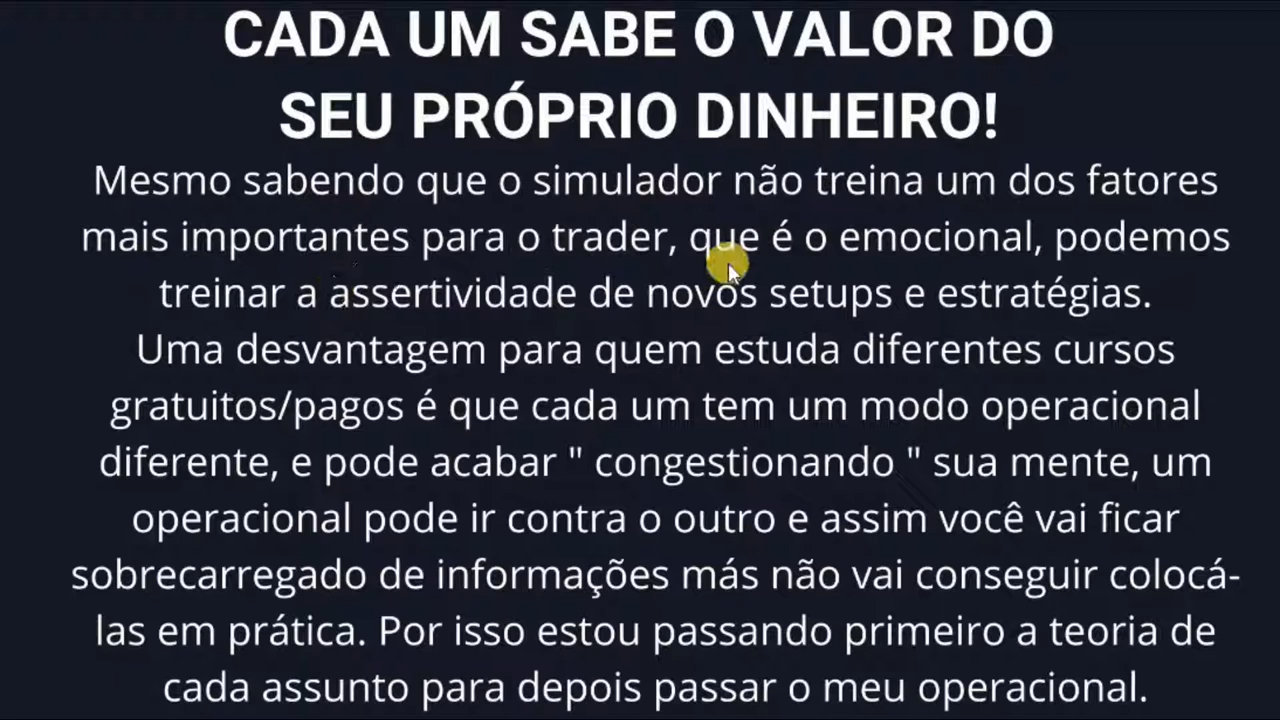 CADA UM SABE O VALOR DO
SEU PRÓPRIO DINHEIRO!
Mesmo sabendo que o simulador não treina um dos fatores
mais importantes para o trader, que é o emocional, podemos
treinar a assertividade de novos setups e estratégias.
Uma desvantagem para quem estuda diferentes cursos
gratuitos/pagos é que cada um tem um modo operacional
diferente, e pode acabar " congestionando " sua mente, um
operacional pode ir contra o outro e assim você vai ficar
sobrecarregado de informações más não vai conseguir colocá-
las em prática. Por isso estou passando primeiro a teoria de
cada assunto para depois passar o meu operacional.